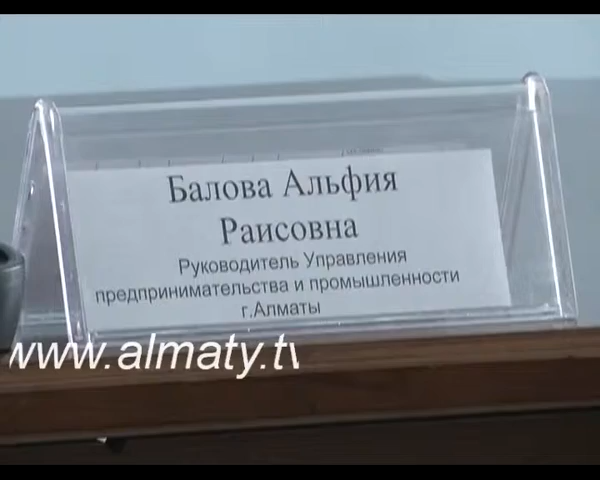 Балова Альфия
Раисовна
Руководитель Управления
предпринимательства и промышленности
г.Алматы
www.almaty.tv